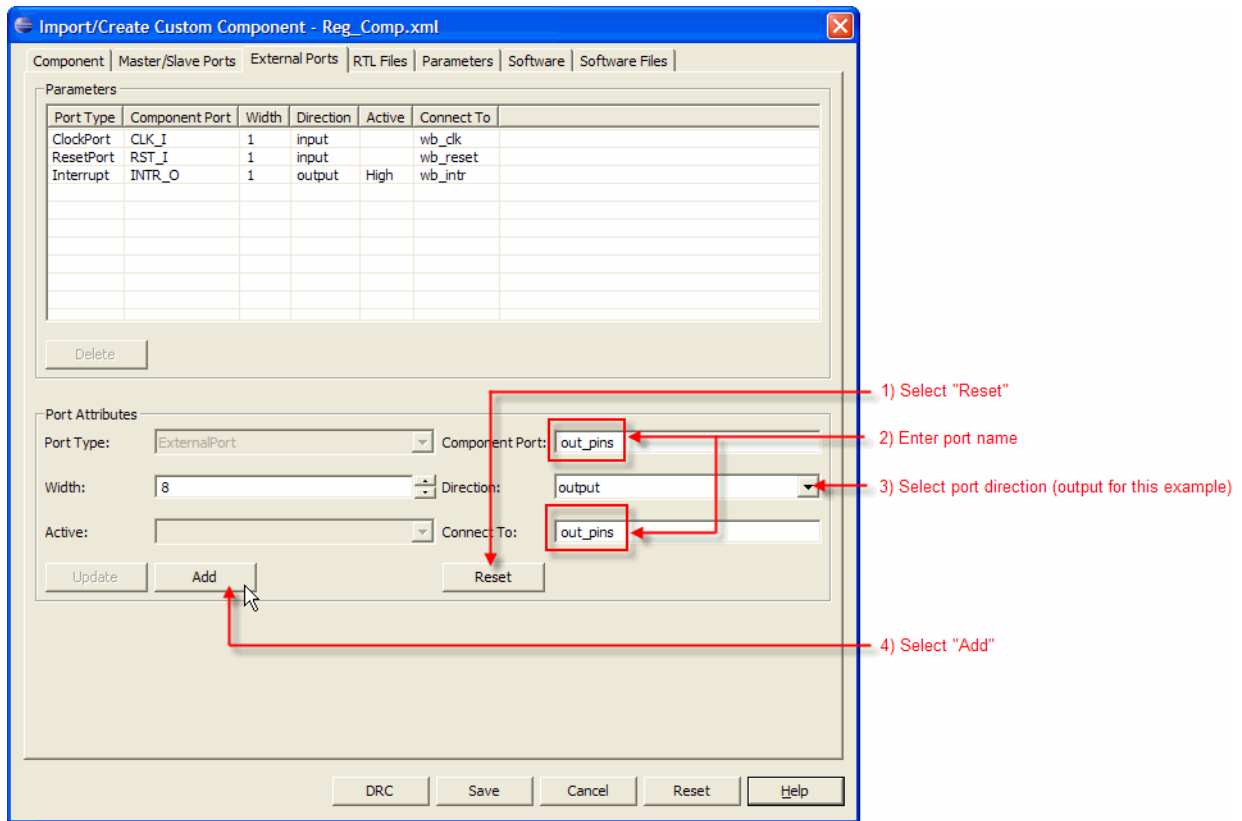 Import/Create Custom Component - Reg_Comp.xml
Component Master/Slave Ports External Ports RTL Files Parameters Software Software Files
Parameters
Port Type Component Port Width Direction Active Connect To
ClockPort CLK_I 1 input wb_clk
ResetPort RST_I 1 input wb_reset
Interrupt INTR_O 1 output High wb_intr
Delete
1) Select "Reset"
Port Attributes
Port Type: ExternalPort Component Port: out_pins
2) Enter port name
Width: 8 Direction: output
3) Select port direction (output for this example)
Active: Connect To: out_pins
Update Add Reset
4) Select "Add"
DRC Save Cancel Reset Help